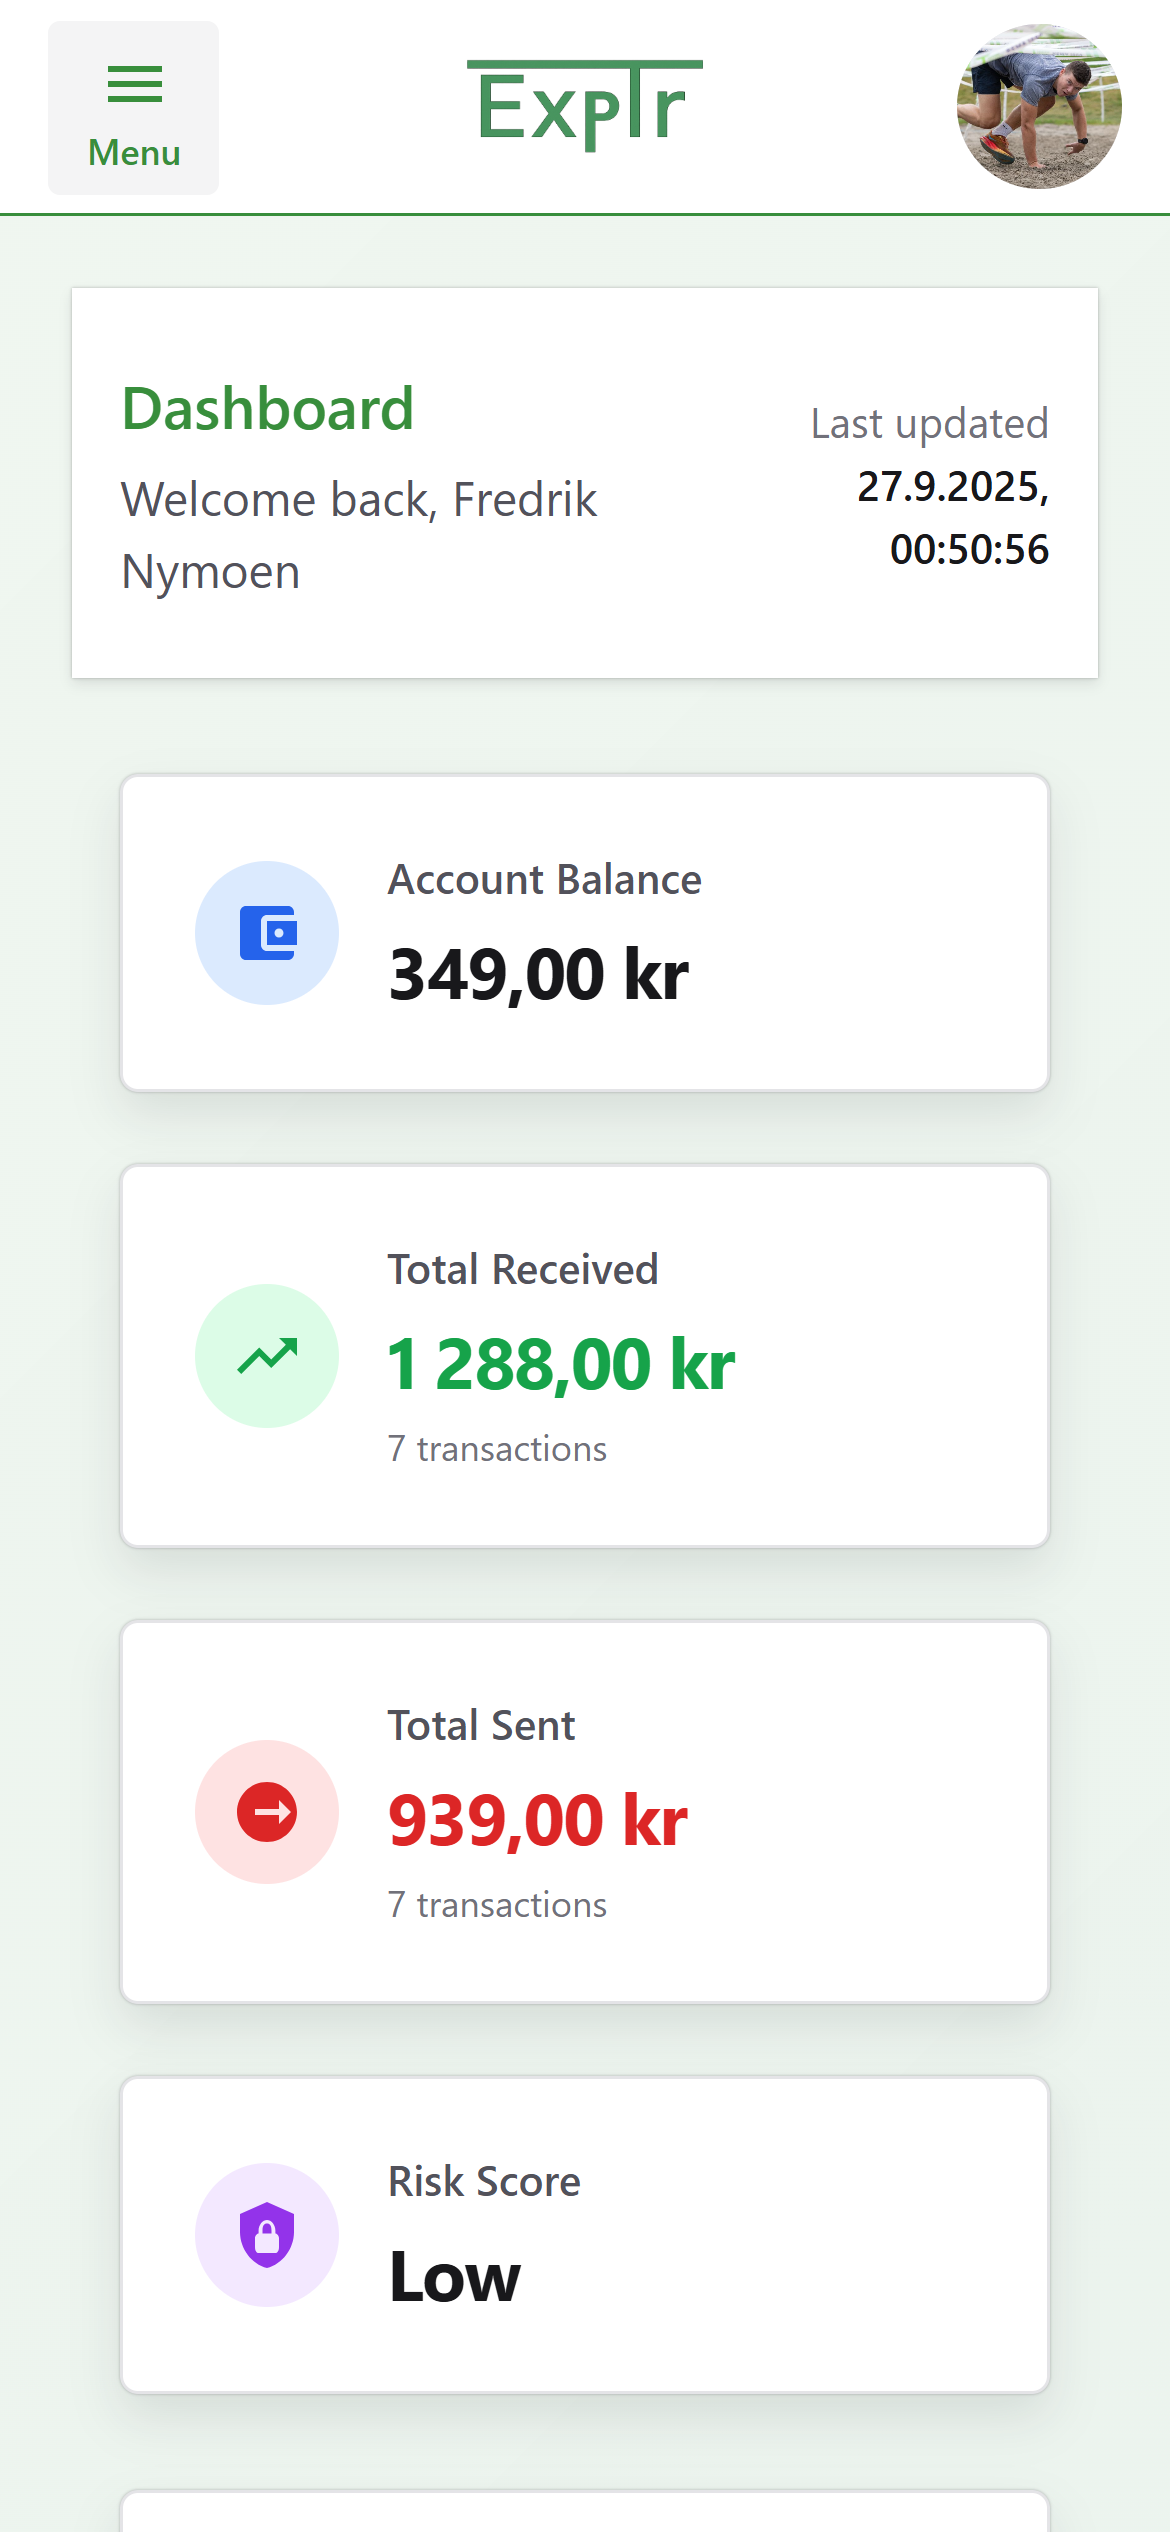 Menu
ExpTr
Dashboard
Welcome back, Fredrik
Nymoen
Last updated
27.9.2025,
00:50:56
Account Balance
349,00 kr
Total Received
1 288,00 kr
7 transactions
Total Sent
939,00 kr
7 transactions
Risk Score
Low